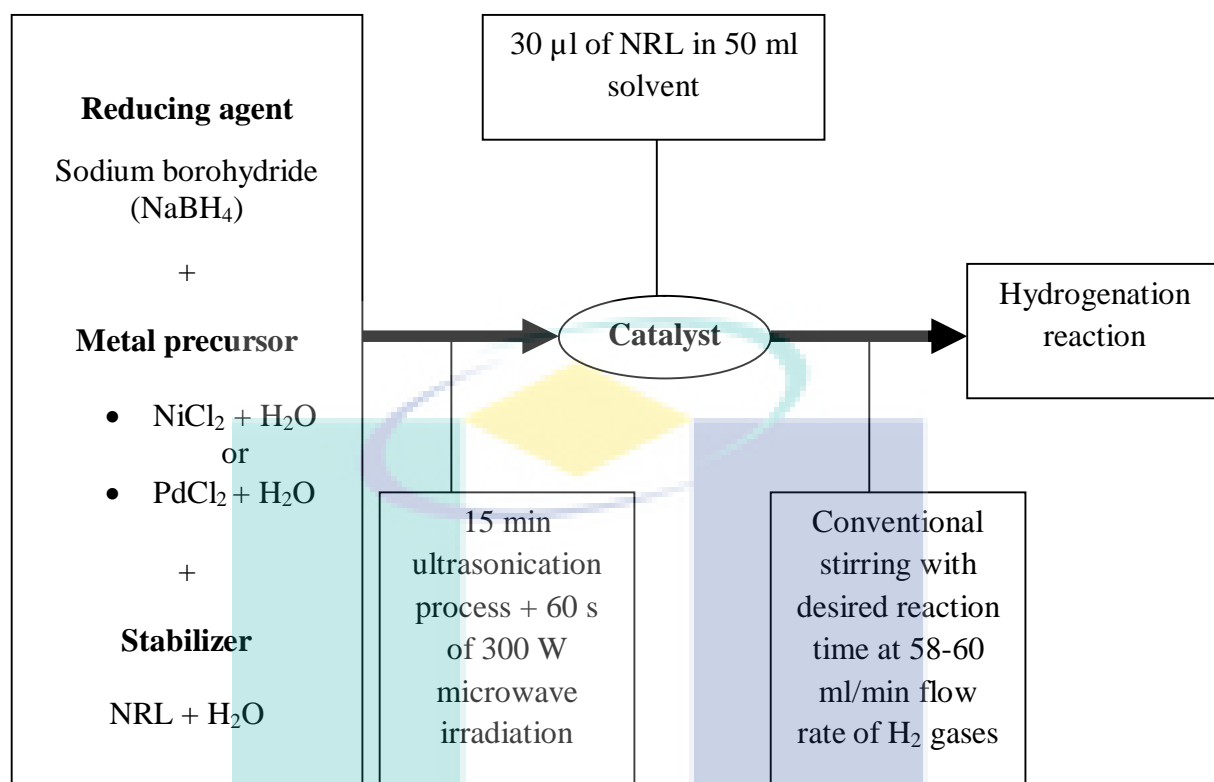 Reducing agent
Sodium borohydride
(NaBH₄)
+
Metal precursor
• NiCl₂ + H₂O
or
• PdCl₂ + H₂O
+
Stabilizer
NRL + H₂O
30 µl of NRL in 50 ml
solvent
Catalyst
Hydrogenation
reaction
15 min
ultrasonication
process + 60 s
of 300 W
microwave
irradiation
Conventional
stirring with
desired reaction
time at 58-60
ml/min flow
rate of H₂ gases